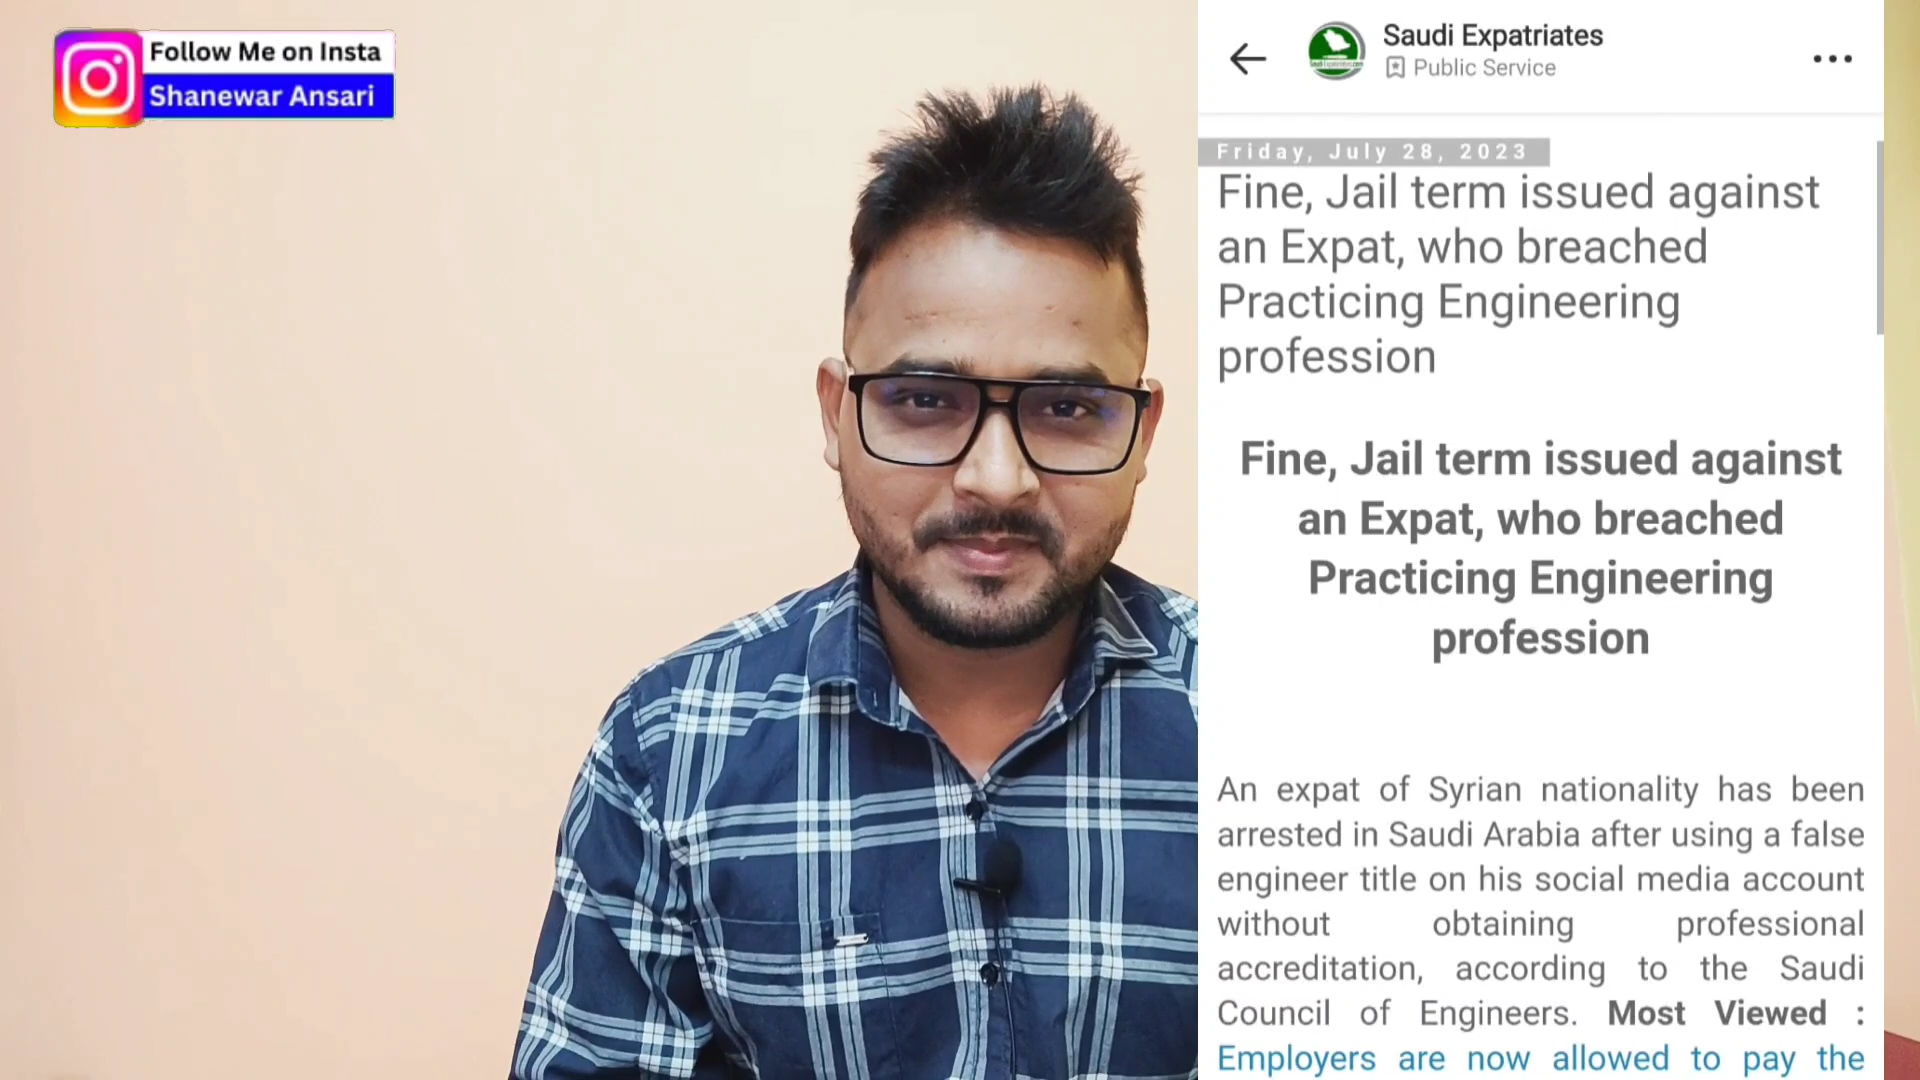 Follow Me on Insta
Shanewar Ansari
Saudi Expatriates
Public Service
Friday, July 28, 2023
Fine, Jail term issued against
an Expat, who breached
Practicing Engineering
profession
Fine, Jail term issued against
an Expat, who breached
Practicing Engineering
profession
An expat of Syrian nationality has been
arrested in Saudi Arabia after using a false
engineer title on his social media account
without obtaining professional
accreditation, according to the Saudi
Council of Engineers. Most Viewed :
Employers are now allowed to pay the